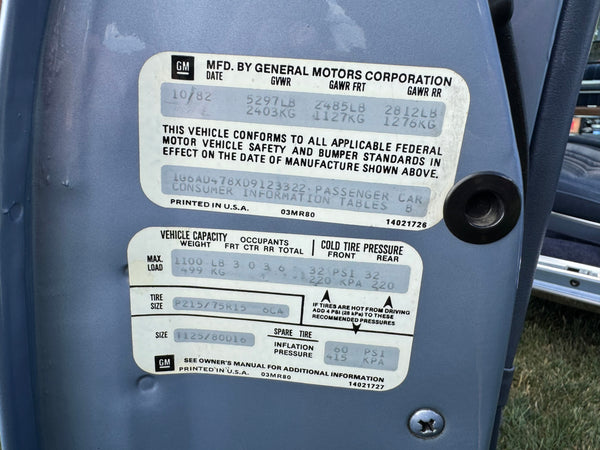 GM MFD. BY GENERAL MOTORS CORPORATION
DATE GVWR GAWR FRT GAWR RR
10/82 5297LB 2485LB 2812LB
2403KG 1127KG 1276KG
THIS VEHICLE CONFORMS TO ALL APPLICABLE FEDERAL
MOTOR VEHICLE SAFETY AND BUMPER STANDARDS IN
EFFECT ON THE DATE OF MANUFACTURE SHOWN ABOVE.
1G6AD478XD9123322 PASSENGER CAR
CONSUMER INFORMATION TABLES B
PRINTED IN U.S.A. 03MR80 14021726
VEHICLE CAPACITY OCCUPANTS COLD TIRE PRESSURE
WEIGHT FRT CTR RR TOTAL FRONT REAR
MAX. LOAD 1100 LB 3 0 3 6 32 PSI 32
499 KG 220 KPA 220
TIRE SIZE P215/75R15 6CA
IF TIRES ARE HOT FROM DRIVING
ADD 4 PSI (28 kPa) TO THESE
RECOMMENDED PRESSURES
SIZE T125/80D16 SPARE TIRE
INFLATION PRESSURE 60 PSI
415 KPA
GM SEE OWNER'S MANUAL FOR ADDITIONAL INFORMATION
PRINTED IN U.S.A. 03MR80 14021727